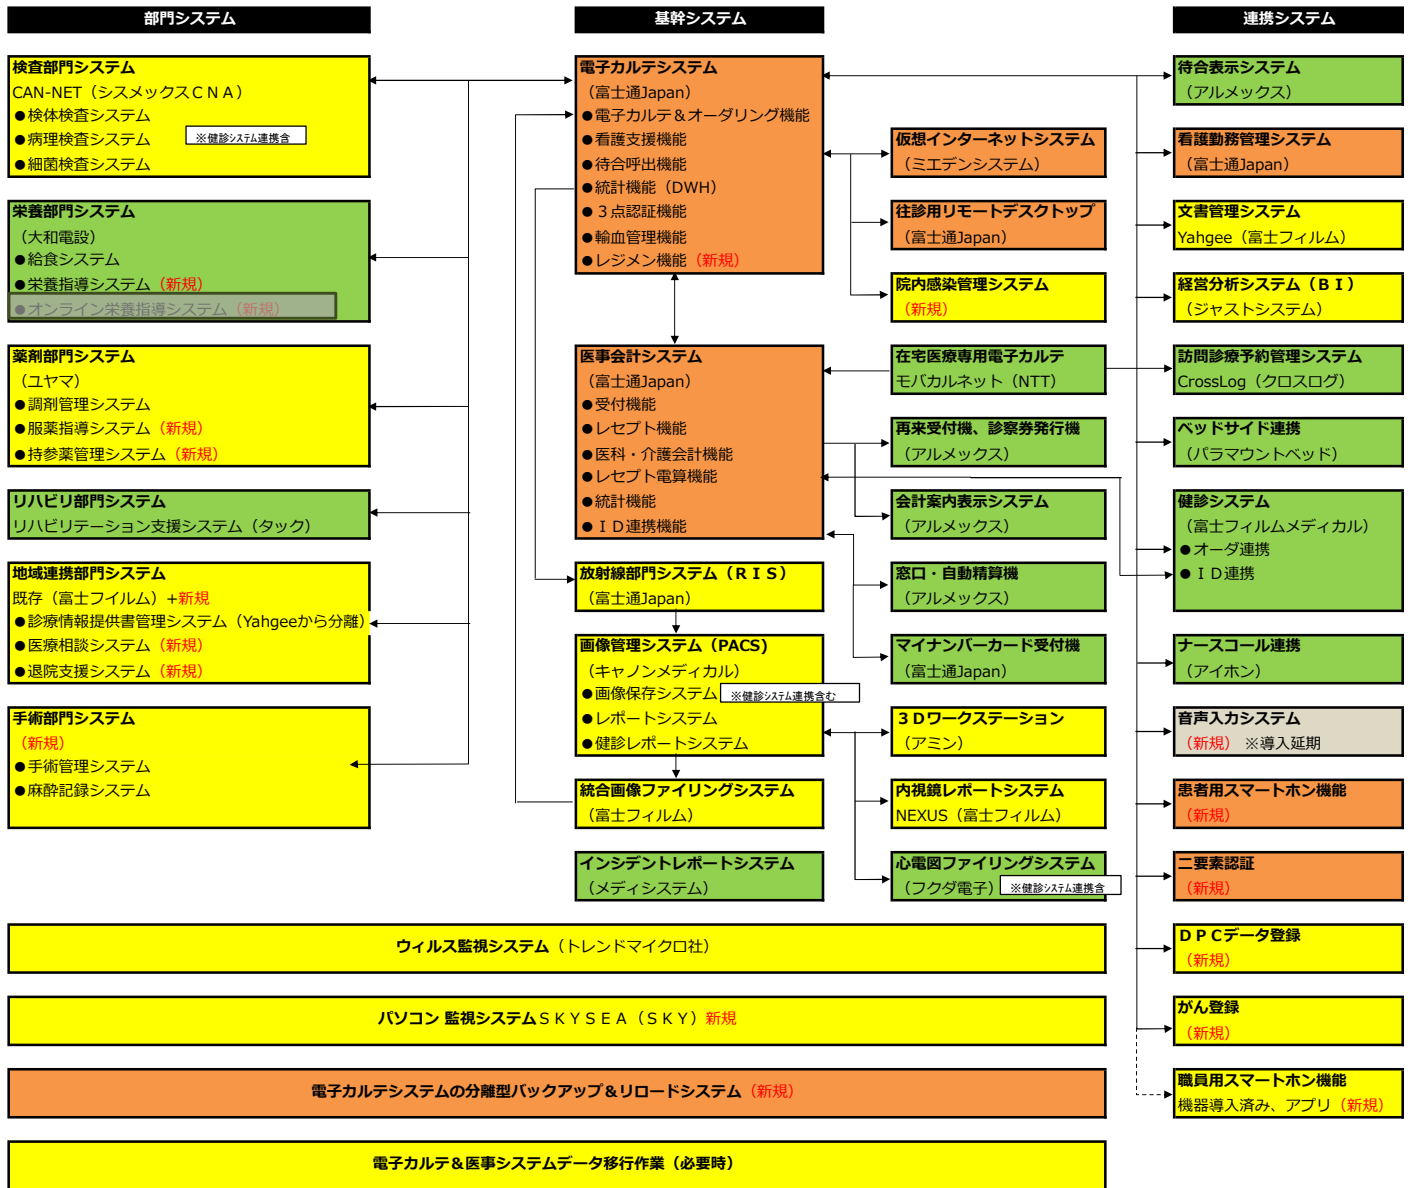 部門システム
検査部門システム
CAN-NET（シスメックスＣＮＡ）
●検体検査システム
●病理検査システム
※健診システム連携含
●細菌検査システム
栄養部門システム
（大和電設）
●給食システム
●栄養指導システム（新規）
●オンライン栄養指導システム（新規）
薬剤部門システム
（ユヤマ）
●調剤管理システム
●服薬指導システム（新規）
●持参薬管理システム（新規）
リハビリ部門システム
リハビリテーション支援システム（タック）
地域連携部門システム
既存（富士フイルム）+新規
●診療情報提供書管理システム（Yahgeeから分離）
●医療相談システム（新規）
●退院支援システム（新規）
手術部門システム
（新規）
●手術管理システム
●麻酔記録システム
基幹システム
電子カルテシステム
（富士通Japan）
●電子カルテ＆オーダリング機能
●看護支援機能
●待合呼出機能
●統計機能（DWH）
●３点認証機能
●輸血管理機能
●レジメン機能（新規）
医事会計システム
（富士通Japan）
●受付機能
●レセプト機能
●医科・介護会計機能
●レセプト電算機能
●統計機能
●ＩＤ連携機能
放射線部門システム（ＲＩＳ）
（富士通Japan）
画像管理システム（PACS)
（キャノンメディカル）
●画像保存システム
※健診システム連携含む
●レポートシステム
●健診レポートシステム
統合画像ファイリングシステム
（富士フィルム）
インシデントレポートシステム
（メディシステム）
仮想インターネットシステム
（ミエデンシステム）
往診用リモートデスクトップ
（富士通Japan）
院内感染管理システム
（新規）
在宅医療専用電子カルテ
モバカルネット（NTT）
再来受付機、診察券発行機
（アルメックス）
会計案内表示システム
（アルメックス）
窓口・自動精算機
（アルメックス）
マイナンバーカード受付機
（富士通Japan）
３Ｄワークステーション
（アミン）
内視鏡レポートシステム
NEXUS（富士フィルム）
心電図ファイリングシステム
（フクダ電子）
※健診システム連携含
連携システム
待合表示システム
（アルメックス）
看護勤務管理システム
（富士通Japan）
文書管理システム
Yahgee（富士フィルム）
経営分析システム（ＢＩ）
（ジャストシステム）
訪問診療予約管理システム
CrossLog（クロスログ）
ベッドサイド連携
（パラマウントベッド）
健診システム
（富士フィルムメディカル）
●オーダ連携
●ＩＤ連携
ナースコール連携
（アイホン）
音声入力システム
（新規）※導入延期
患者用スマートホン機能
（新規）
二要素認証
（新規）
ＤＰＣデータ登録
（新規）
がん登録
（新規）
職員用スマートホン機能
機器導入済み、アプリ（新規）
ウィルス監視システム（トレンドマイクロ社）
パソコン 監視システムＳＫＹＳＥＡ（ＳＫＹ）新規
電子カルテシステムの分離型バックアップ＆リロードシステム（新規）
電子カルテ＆医事システムデータ移行作業（必要時）